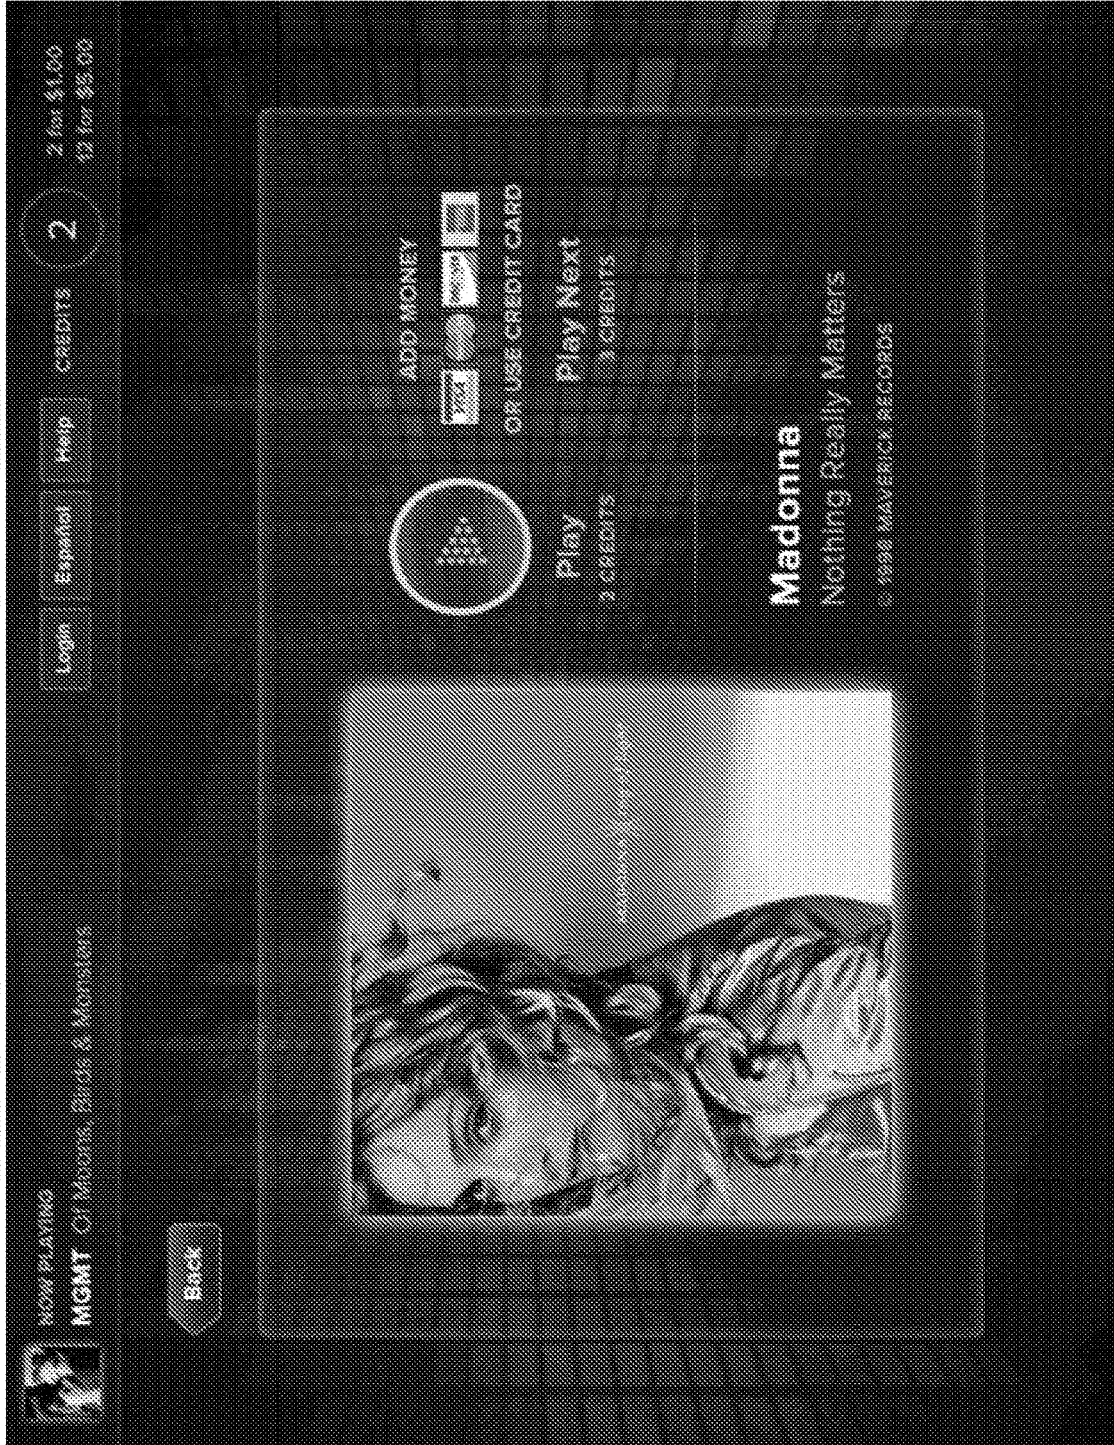 NOW PLAYING
MGMT Of Moons, Birds & Monsters
Login
Español
Help
CREDITS
2
2 for $1.00
12 for $5.00
Back
ADD MONEY
OR USE CREDIT CARD
Play
2 CREDITS
Play Next
3 CREDITS
Madonna
Nothing Really Matters
© 1998 MAVERICK RECORDS